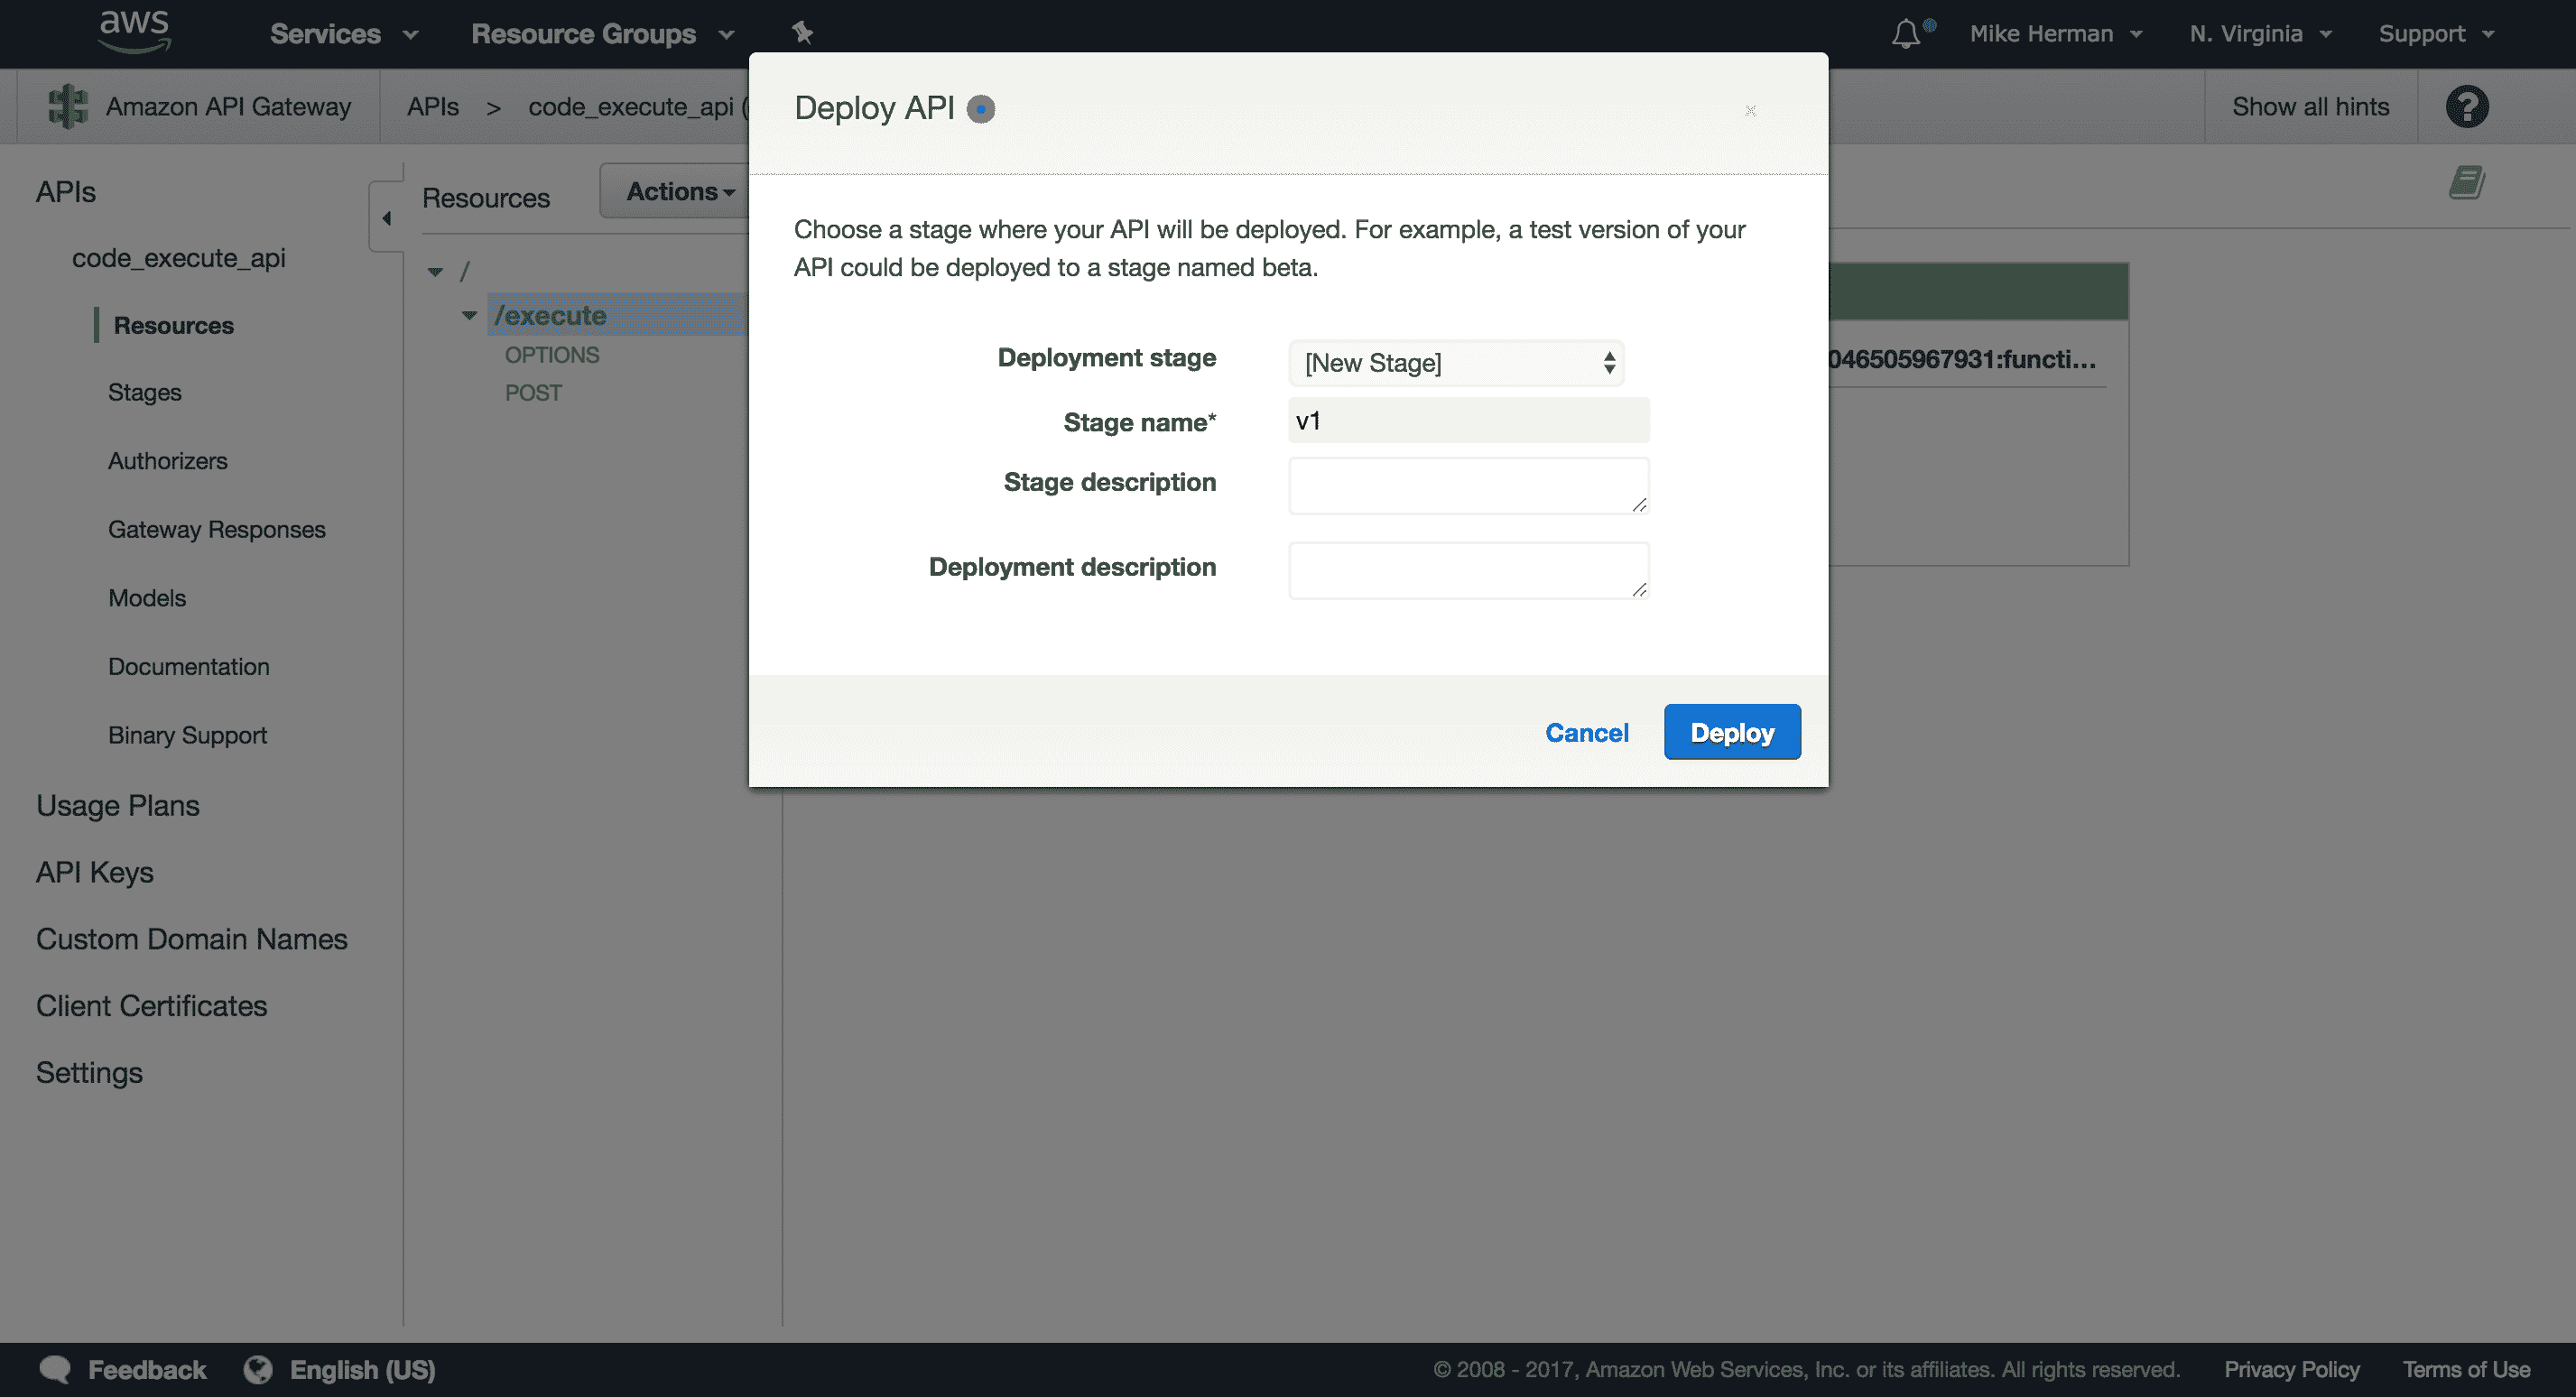 aws
Services
Resource Groups
Mike Herman
N. Virginia
Support
Amazon API Gateway
APIs > code_execute_api (
Show all hints
?
APIs
code_execute_api
Resources
Stages
Authorizers
Gateway Responses
Models
Documentation
Binary Support
Usage Plans
API Keys
Custom Domain Names
Client Certificates
Settings
Resources
Actions
/
/execute
OPTIONS
POST
Deploy API
×
Choose a stage where your API will be deployed. For example, a test version of your
API could be deployed to a stage named beta.
Deployment stage
[New Stage]
Stage name*
v1
Stage description
Deployment description
Cancel
Deploy
046505967931:functi...
Feedback
English (US)
© 2008 - 2017, Amazon Web Services, Inc. or its affiliates. All rights reserved.
Privacy Policy
Terms of Use